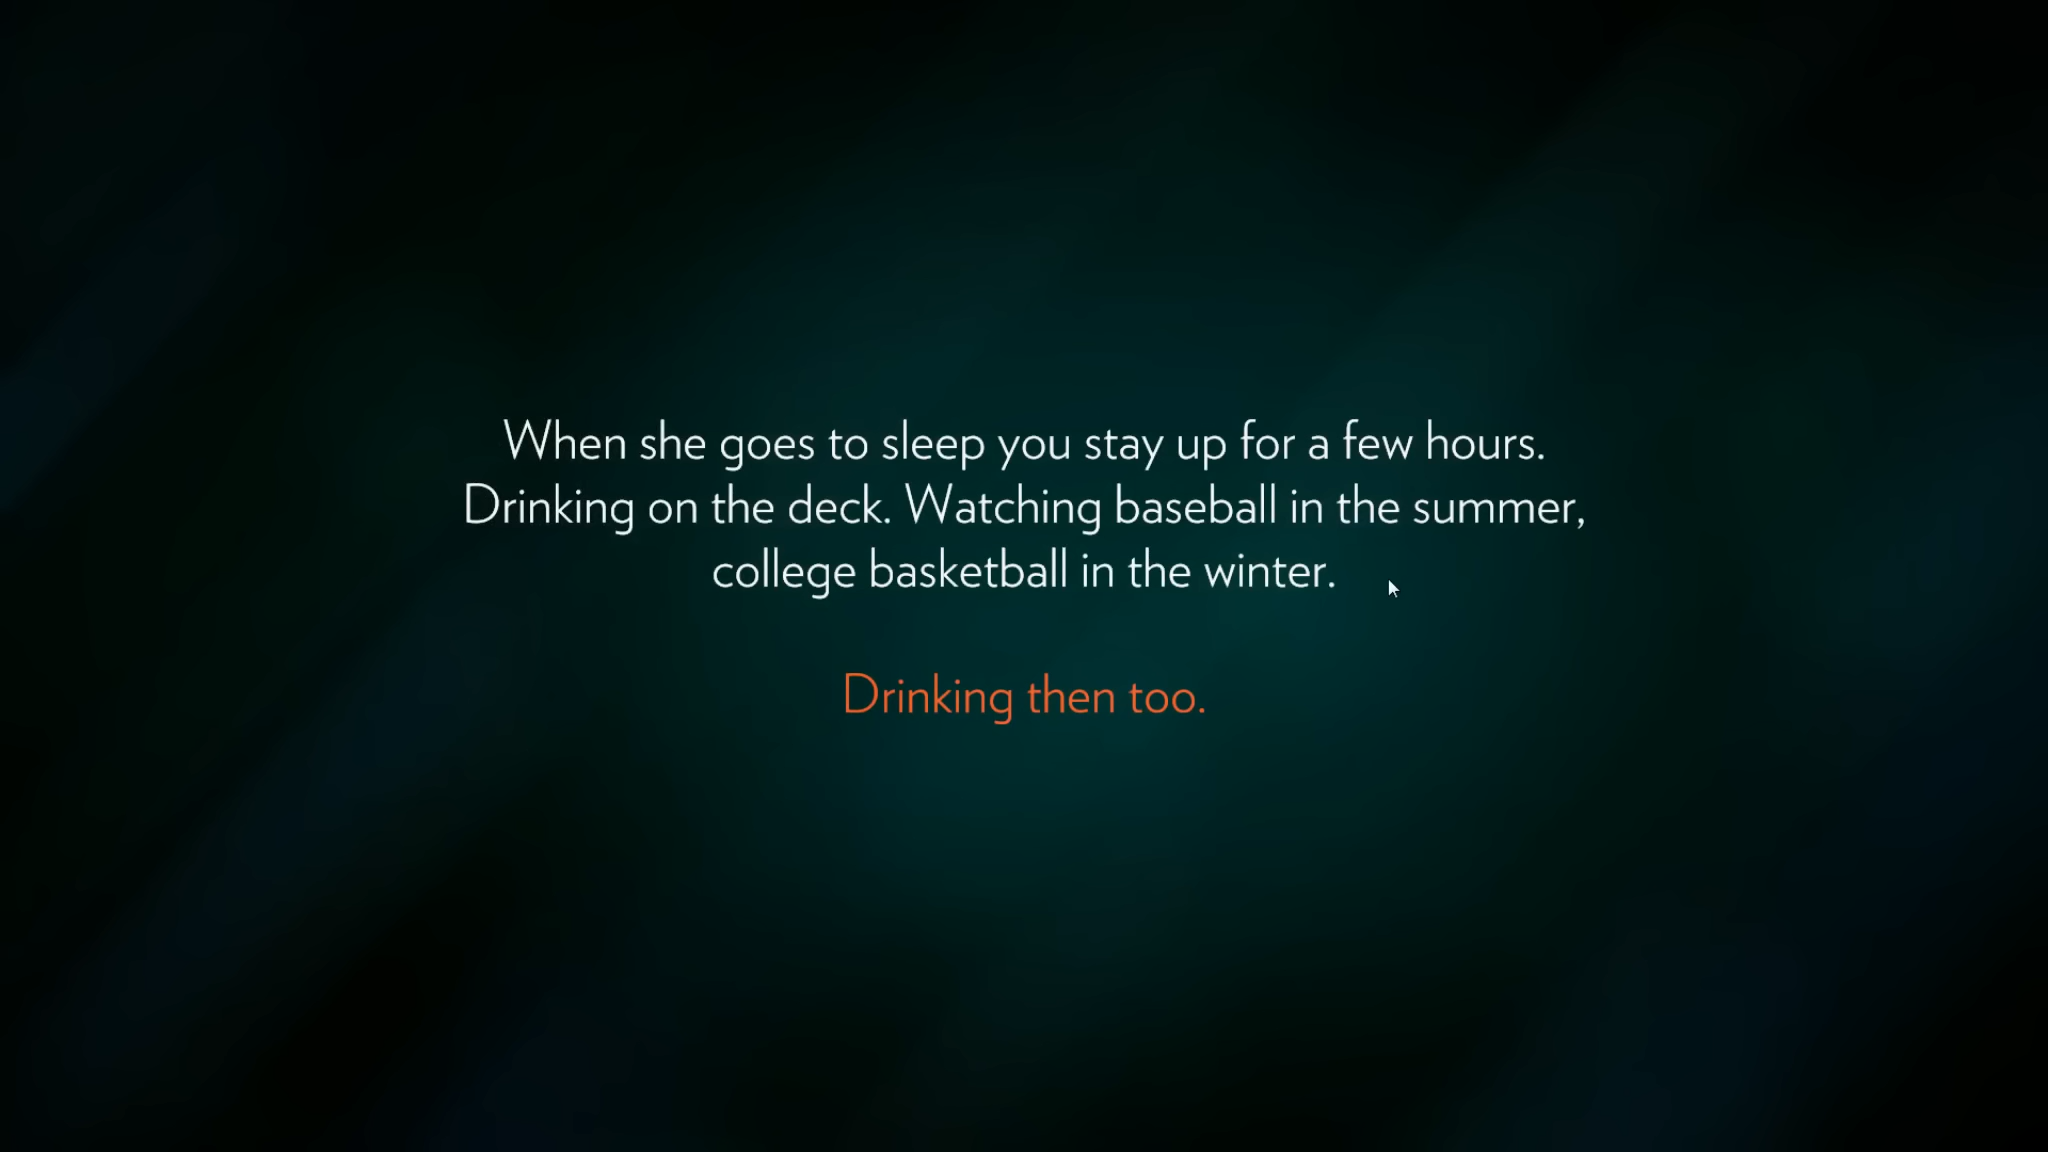 When she goes to sleep you stay up for a few hours.
Drinking on the deck. Watching baseball in the summer,
college basketball in the winter.
Drinking then too.